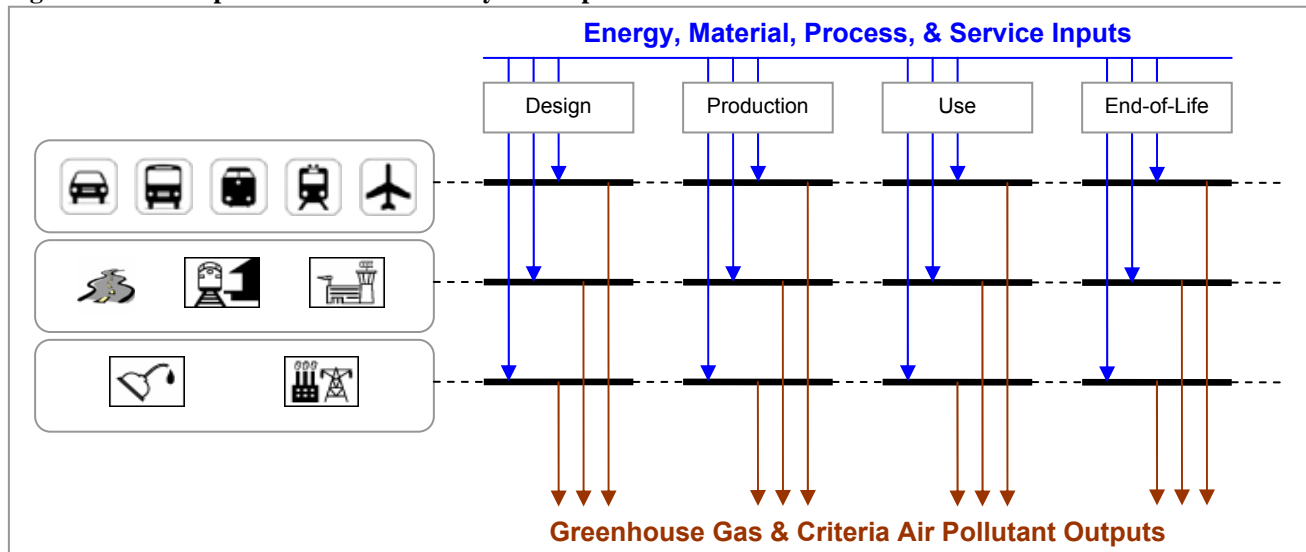 Energy, Material, Process, & Service Inputs
Design
Production
Use
End-of-Life
Greenhouse Gas & Criteria Air Pollutant Outputs